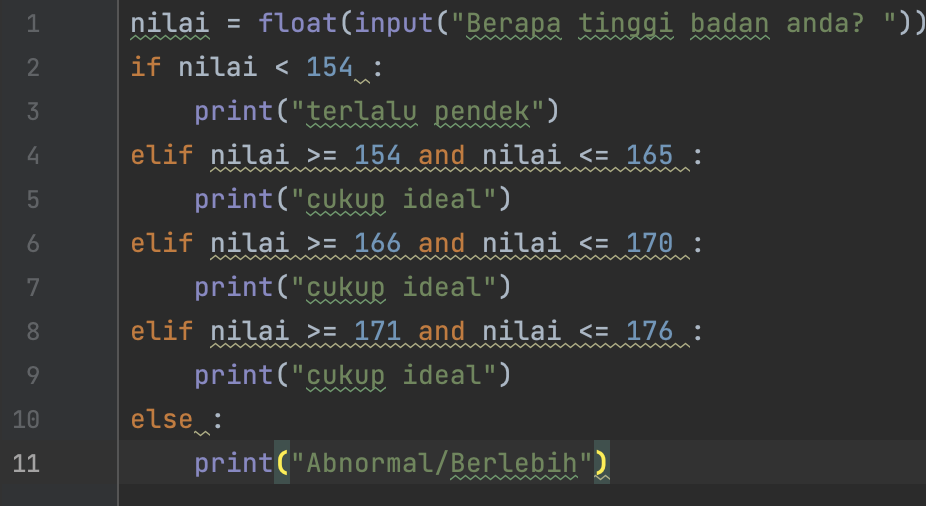 1 nilai = float(input("Berapa tinggi badan anda? "))
2 if nilai < 154 :
3     print("terlalu pendek")
4 elif nilai >= 154 and nilai <= 165 :
5     print("cukup ideal")
6 elif nilai >= 166 and nilai <= 170 :
7     print("cukup ideal")
8 elif nilai >= 171 and nilai <= 176 :
9     print("cukup ideal")
10 else :
11     print("Abnormal/Berlebih")